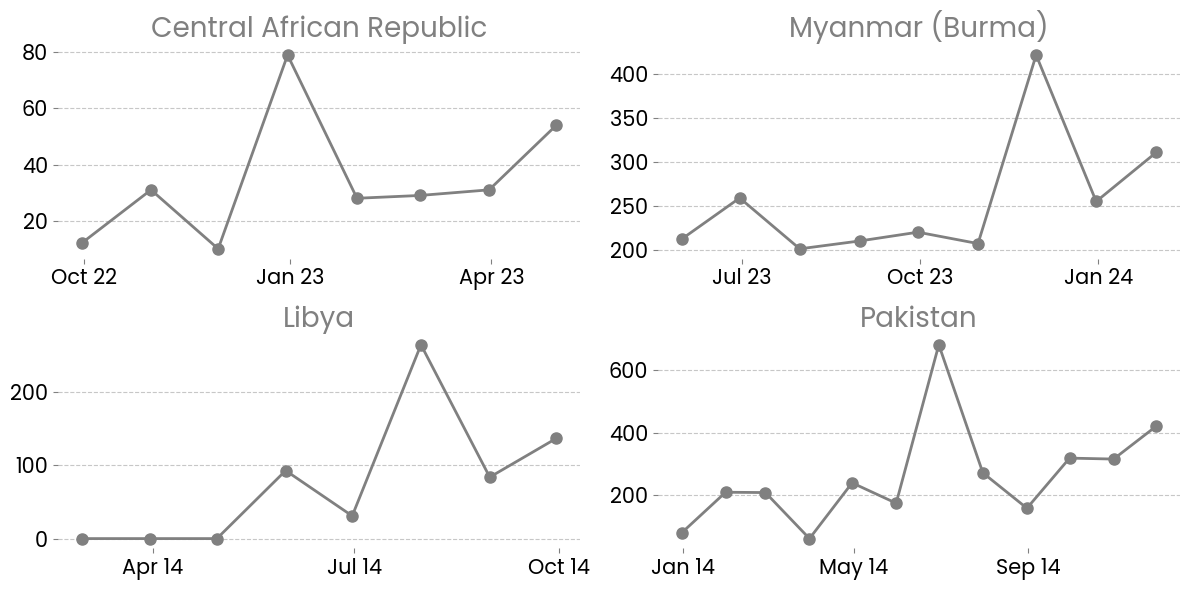 Central African Republic
80
60
40
20
Oct 22 Jan 23 Apr 23
Myanmar (Burma)
400
350
300
250
200
Jul 23 Oct 23 Jan 24
Libya
200
100
0
Apr 14 Jul 14 Oct 14
Pakistan
600
400
200
Jan 14 May 14 Sep 14